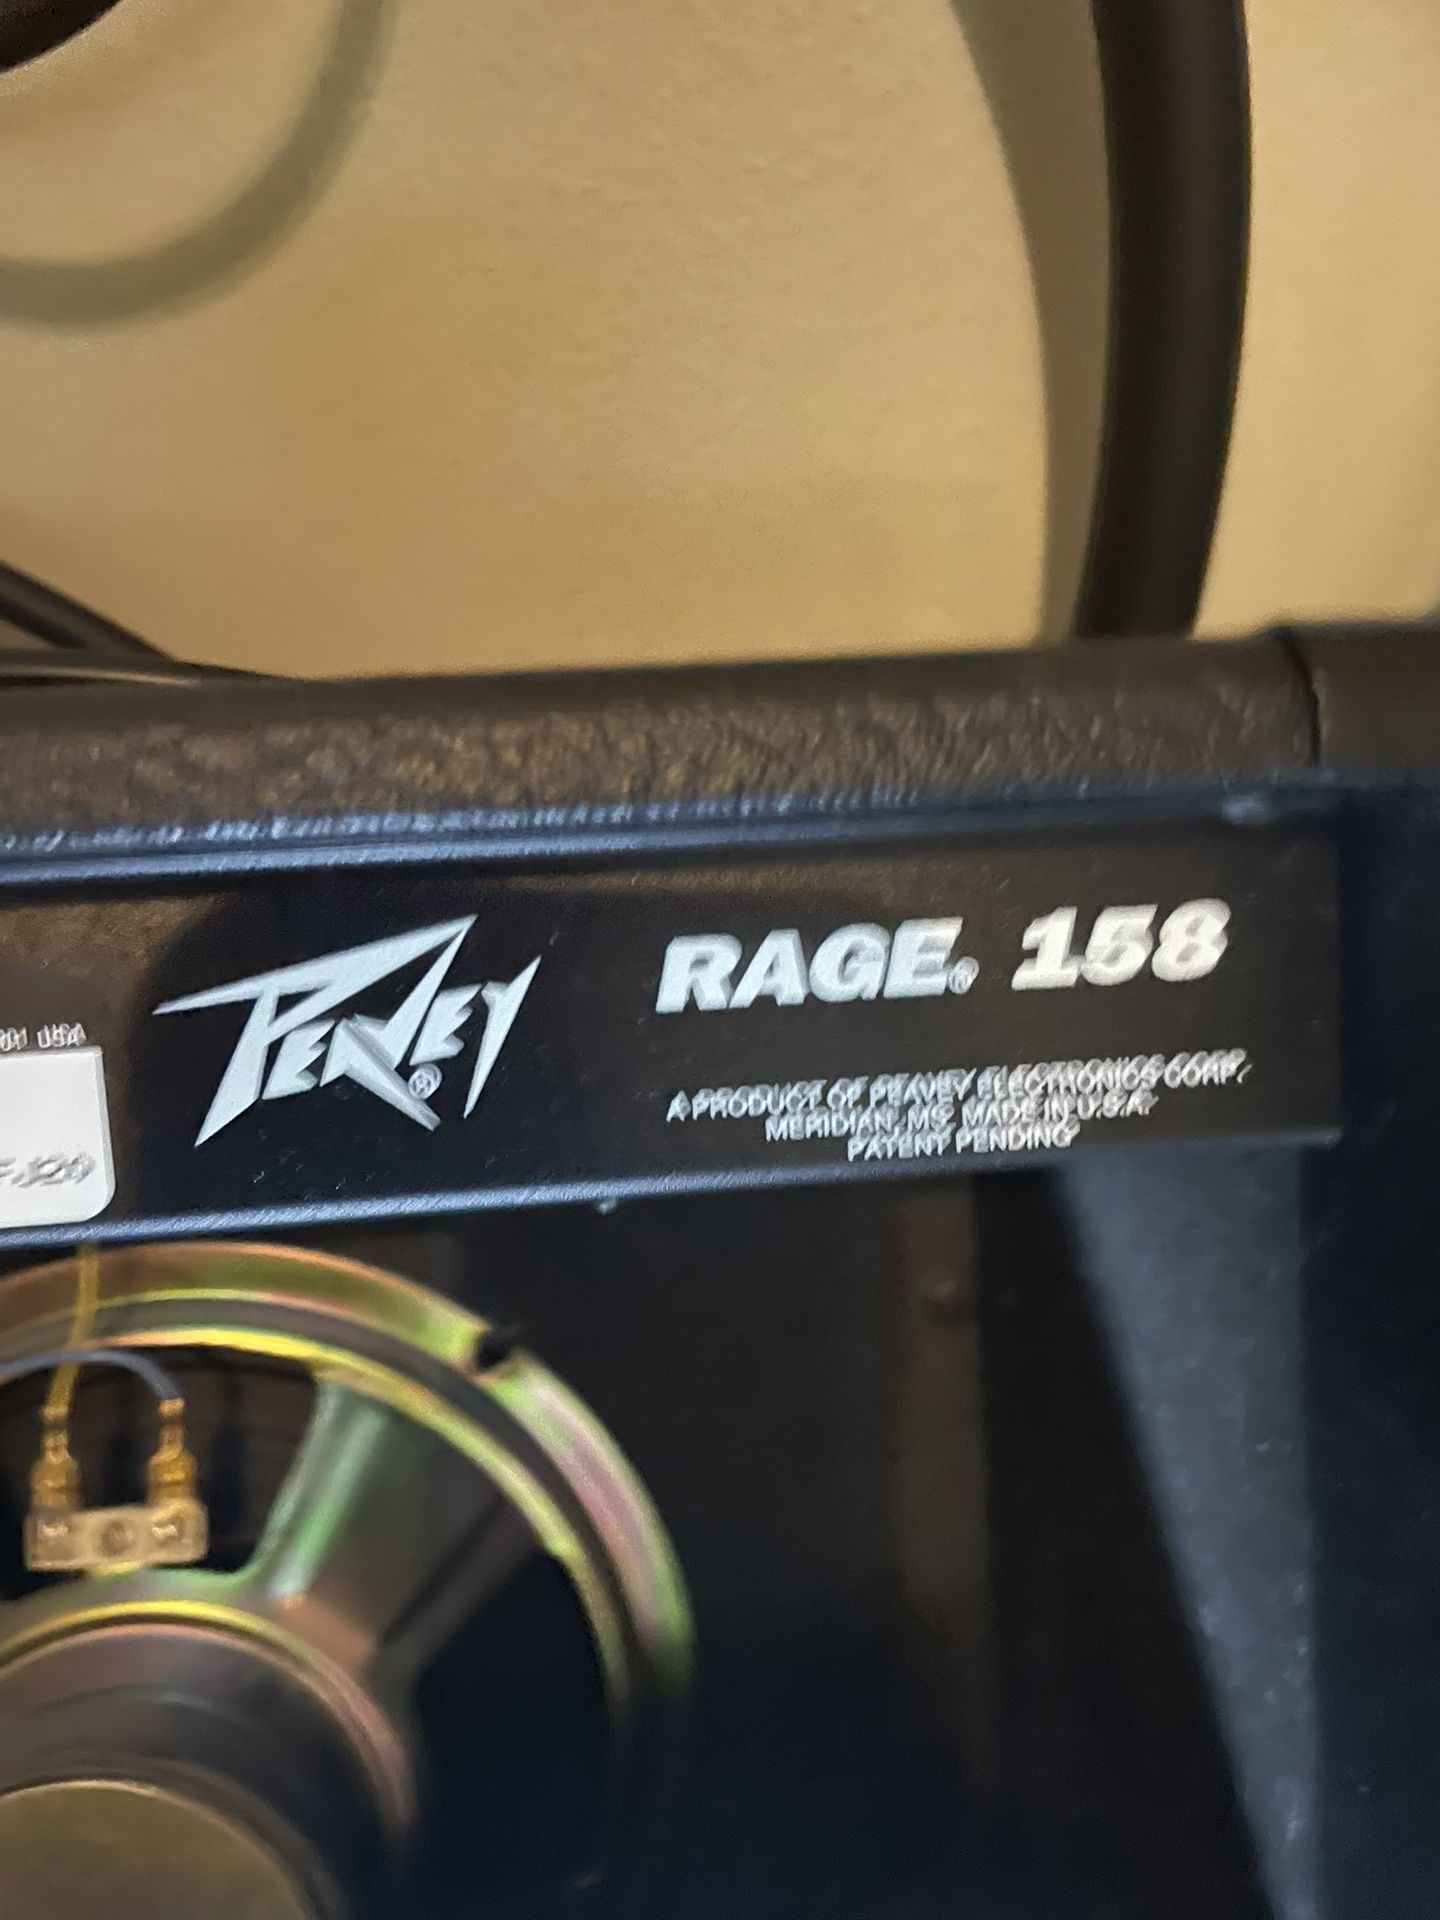 PEAVEY®
RAGE® 158
A PRODUCT OF PEAVEY ELECTRONICS CORP.
MERIDIAN, MS. MADE IN U.S.A.
PATENT PENDING
USA